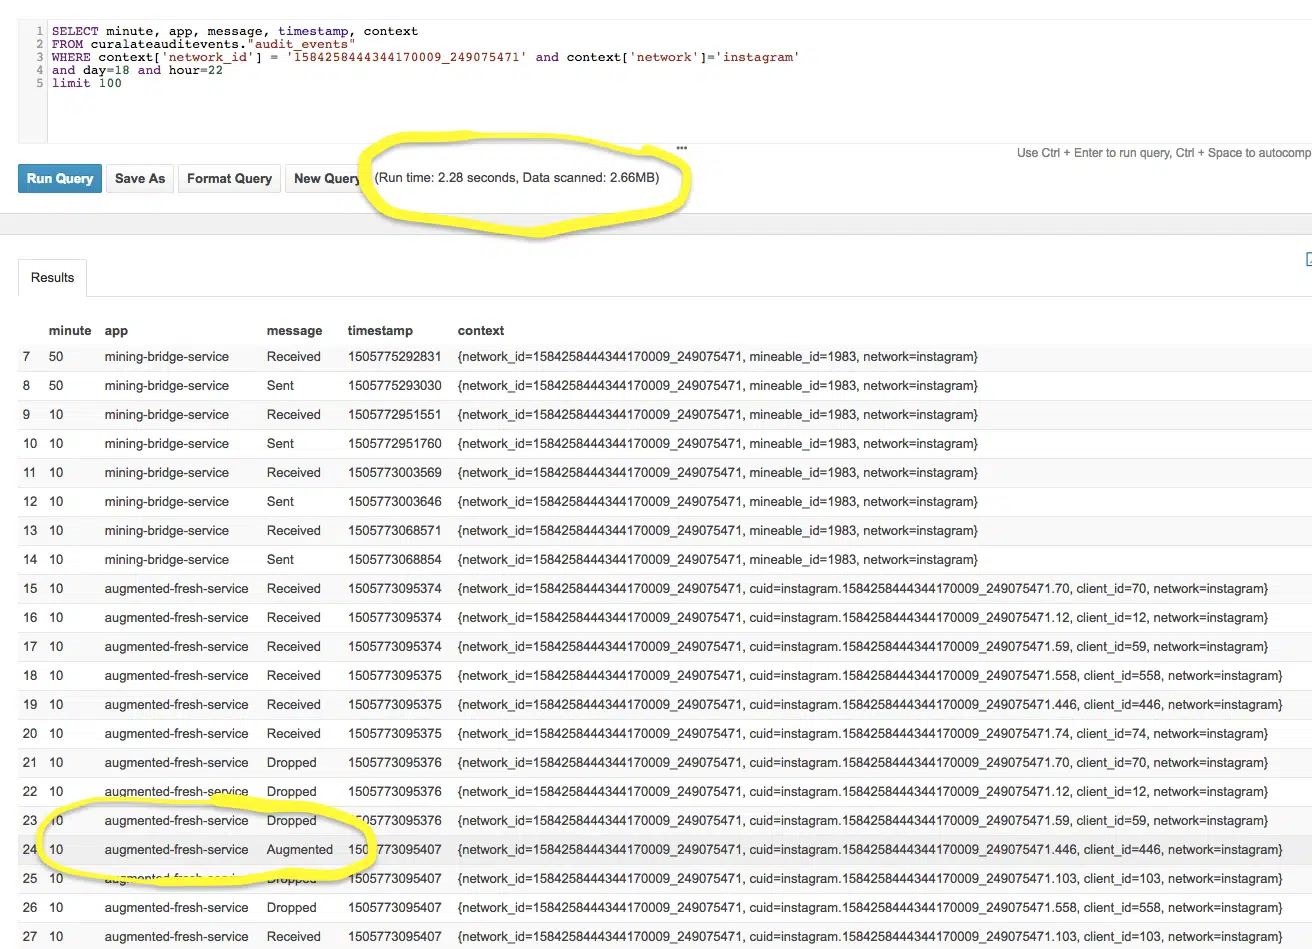 1 SELECT minute, app, message, timestamp, context
2 FROM curalateauditevents."audit_events"
3 WHERE context['network_id'] = '1584258444344170009_249075471' and context['network']='instagram'
4 and day=18 and hour=22
5 limit 100
Use Ctrl + Enter to run query, Ctrl + Space to autocomp
Run Query Save As Format Query New Query (Run time: 2.28 seconds, Data scanned: 2.66MB)
Results
minute app message timestamp context
7 50 mining-bridge-service Received 1505775292831 {network_id=1584258444344170009_249075471, mineable_id=1983, network=instagram}
8 50 mining-bridge-service Sent 1505775293030 {network_id=1584258444344170009_249075471, mineable_id=1983, network=instagram}
9 10 mining-bridge-service Received 1505772951551 {network_id=1584258444344170009_249075471, mineable_id=1983, network=instagram}
10 10 mining-bridge-service Sent 1505772951760 {network_id=1584258444344170009_249075471, mineable_id=1983, network=instagram}
11 10 mining-bridge-service Received 1505773003569 {network_id=1584258444344170009_249075471, mineable_id=1983, network=instagram}
12 10 mining-bridge-service Sent 1505773003646 {network_id=1584258444344170009_249075471, mineable_id=1983, network=instagram}
13 10 mining-bridge-service Received 1505773068571 {network_id=1584258444344170009_249075471, mineable_id=1983, network=instagram}
14 10 mining-bridge-service Sent 1505773068854 {network_id=1584258444344170009_249075471, mineable_id=1983, network=instagram}
15 10 augmented-fresh-service Received 1505773095374 {network_id=1584258444344170009_249075471, cuid=instagram.1584258444344170009_249075471.70, client_id=70, network=instagram}
16 10 augmented-fresh-service Received 1505773095374 {network_id=1584258444344170009_249075471, cuid=instagram.1584258444344170009_249075471.12, client_id=12, network=instagram}
17 10 augmented-fresh-service Received 1505773095374 {network_id=1584258444344170009_249075471, cuid=instagram.1584258444344170009_249075471.59, client_id=59, network=instagram}
18 10 augmented-fresh-service Received 1505773095375 {network_id=1584258444344170009_249075471, cuid=instagram.1584258444344170009_249075471.558, client_id=558, network=instagram}
19 10 augmented-fresh-service Received 1505773095375 {network_id=1584258444344170009_249075471, cuid=instagram.1584258444344170009_249075471.446, client_id=446, network=instagram}
20 10 augmented-fresh-service Received 1505773095375 {network_id=1584258444344170009_249075471, cuid=instagram.1584258444344170009_249075471.74, client_id=74, network=instagram}
21 10 augmented-fresh-service Dropped 1505773095376 {network_id=1584258444344170009_249075471, cuid=instagram.1584258444344170009_249075471.70, client_id=70, network=instagram}
22 10 augmented-fresh-service Dropped 1505773095376 {network_id=1584258444344170009_249075471, cuid=instagram.1584258444344170009_249075471.12, client_id=12, network=instagram}
23 10 augmented-fresh-service Dropped 1505773095376 {network_id=1584258444344170009_249075471, cuid=instagram.1584258444344170009_249075471.59, client_id=59, network=instagram}
24 10 augmented-fresh-service Augmented 1505773095407 {network_id=1584258444344170009_249075471, cuid=instagram.1584258444344170009_249075471.446, client_id=446, network=instagram}
25 10 augmented-fresh-service Dropped 1505773095407 {network_id=1584258444344170009_249075471, cuid=instagram.1584258444344170009_249075471.103, client_id=103, network=instagram}
26 10 augmented-fresh-service Dropped 1505773095407 {network_id=1584258444344170009_249075471, cuid=instagram.1584258444344170009_249075471.558, client_id=558, network=instagram}
27 10 augmented-fresh-service Received 1505773095407 {network_id=1584258444344170009_249075471, cuid=instagram.1584258444344170009_249075471.103, client_id=103, network=instagram}